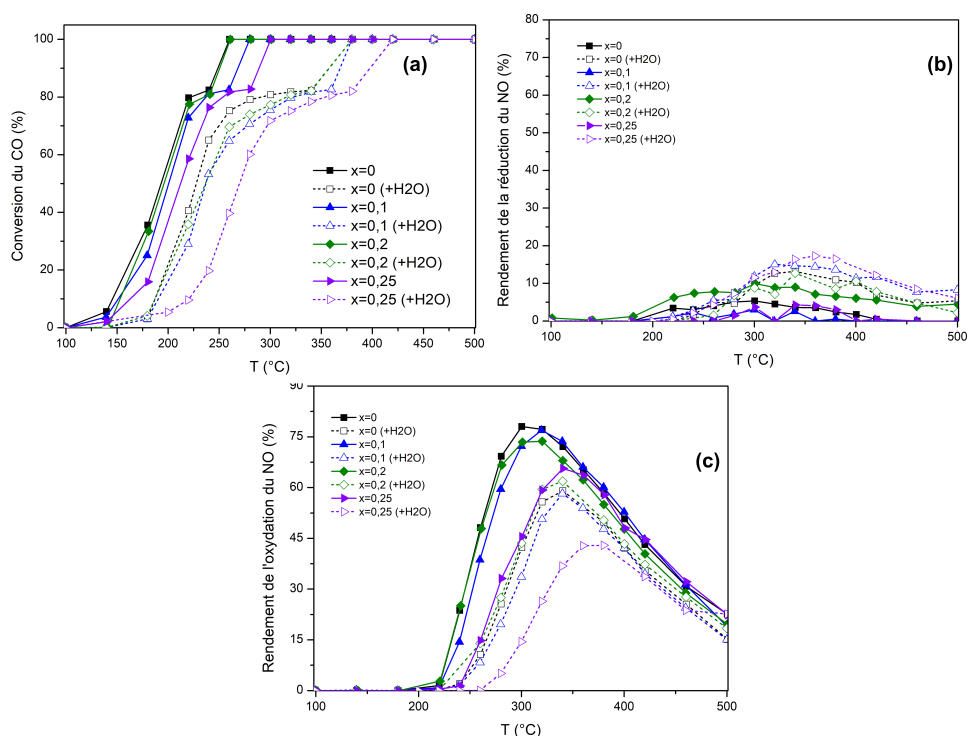 (a)
Conversion du CO (%)
100
80
60
40
20
0
x=0
x=0 (+H2O)
x=0,1
x=0,1 (+H2O)
x=0,2
x=0,2 (+H2O)
x=0,25
x=0,25 (+H2O)
100 150 200 250 300 350 400 450 500
T (°C)
(b)
Rendement de la réduction du NO (%)
80
70
60
50
40
30
20
10
0
x=0
x=0 (+H2O)
x=0,1
x=0,1 (+H2O)
x=0,2
x=0,2 (+H2O)
x=0,25
x=0,25 (+H2O)
100 200 300 400 500
T (°C)
(c)
Rendement de l'oxydation du NO (%)
90
75
60
45
30
15
0
x=0
x=0 (+H2O)
x=0,1
x=0,1 (+H2O)
x=0,2
x=0,2 (+H2O)
x=0,25
x=0,25 (+H2O)
100 200 300 400 500
T (°C)